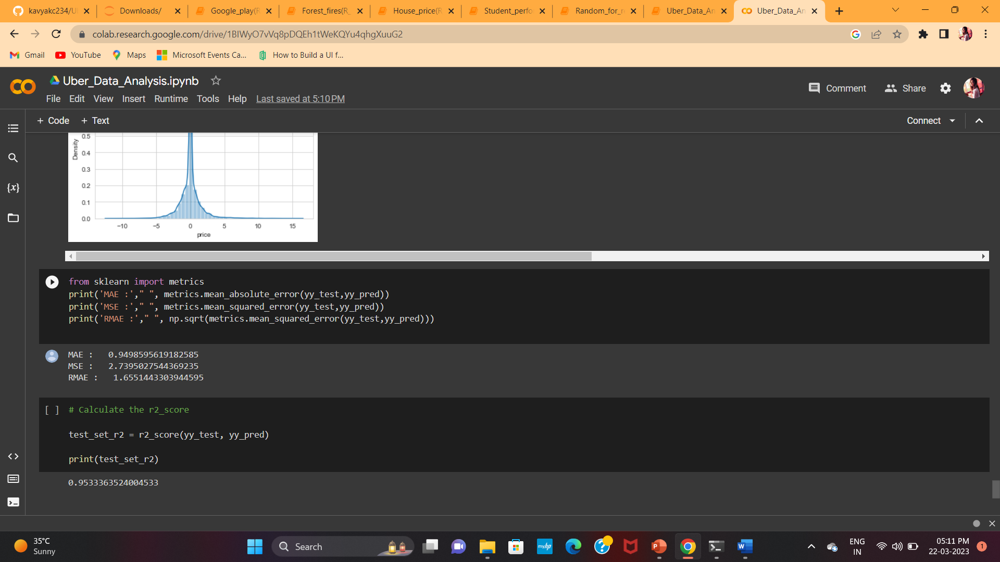 kavyakc234/U
Downloads/
Google_play(R
Forest_fires(R_
House_price(R
Student_perfo
Random_for_r
Uber_Data_An
Uber_Data_An
colab.research.google.com/drive/1BIWyO7vVq8pDQEh1tWeKQYu4qhgXuuG2
Gmail YouTube Maps Microsoft Events Ca... How to Build a UI f...
Uber_Data_Analysis.ipynb
Comment Share
File Edit View Insert Runtime Tools Help Last saved at 5:10 PM
+ Code + Text Connect
{x}
Density
0.5
0.4
0.3
0.2
0.1
0.0
−10 −5 0 5 10 15
price
from sklearn import metrics
print('MAE :'," ", metrics.mean_absolute_error(yy_test,yy_pred))
print('MSE :'," ", metrics.mean_squared_error(yy_test,yy_pred))
print('RMAE :'," ", np.sqrt(metrics.mean_squared_error(yy_test,yy_pred)))
MAE :   0.9498595619182585
MSE :   2.7395027544369235
RMAE :   1.6551443303944595
[ ] # Calculate the r2_score
test_set_r2 = r2_score(yy_test, yy_pred)
print(test_set_r2)
0.9533363524004533
35°C
Sunny
Search
myhp
P
W
ENG
IN
05:11 PM
22-03-2023
1